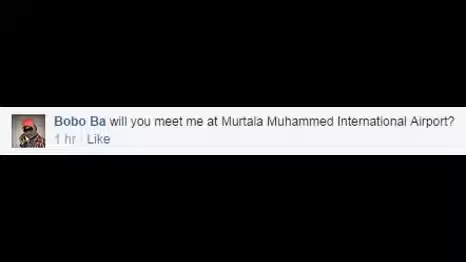 Bobo Ba will you meet me at Murtala Muhammed International Airport?
1 hr · Like